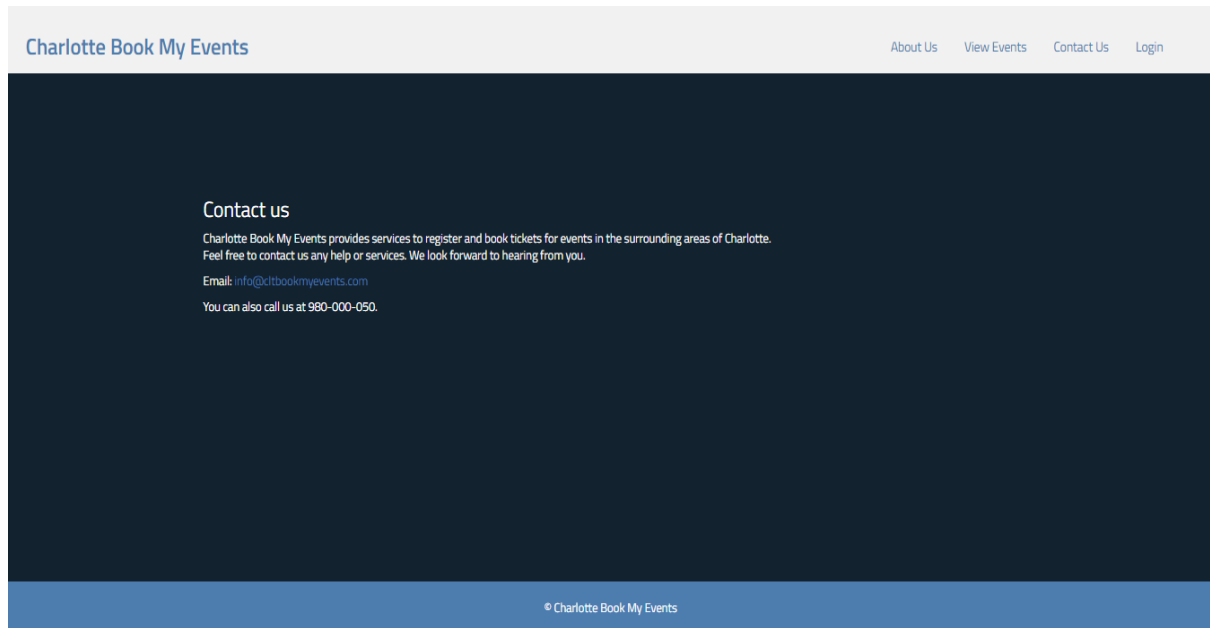 Charlotte Book My Events
About Us View Events Contact Us Login
Contact us
Charlotte Book My Events provides services to register and book tickets for events in the surrounding areas of Charlotte.
Feel free to contact us any help or services. We look forward to hearing from you.
Email: info@cltbookmyevents.com
You can also call us at 980-000-050.
© Charlotte Book My Events